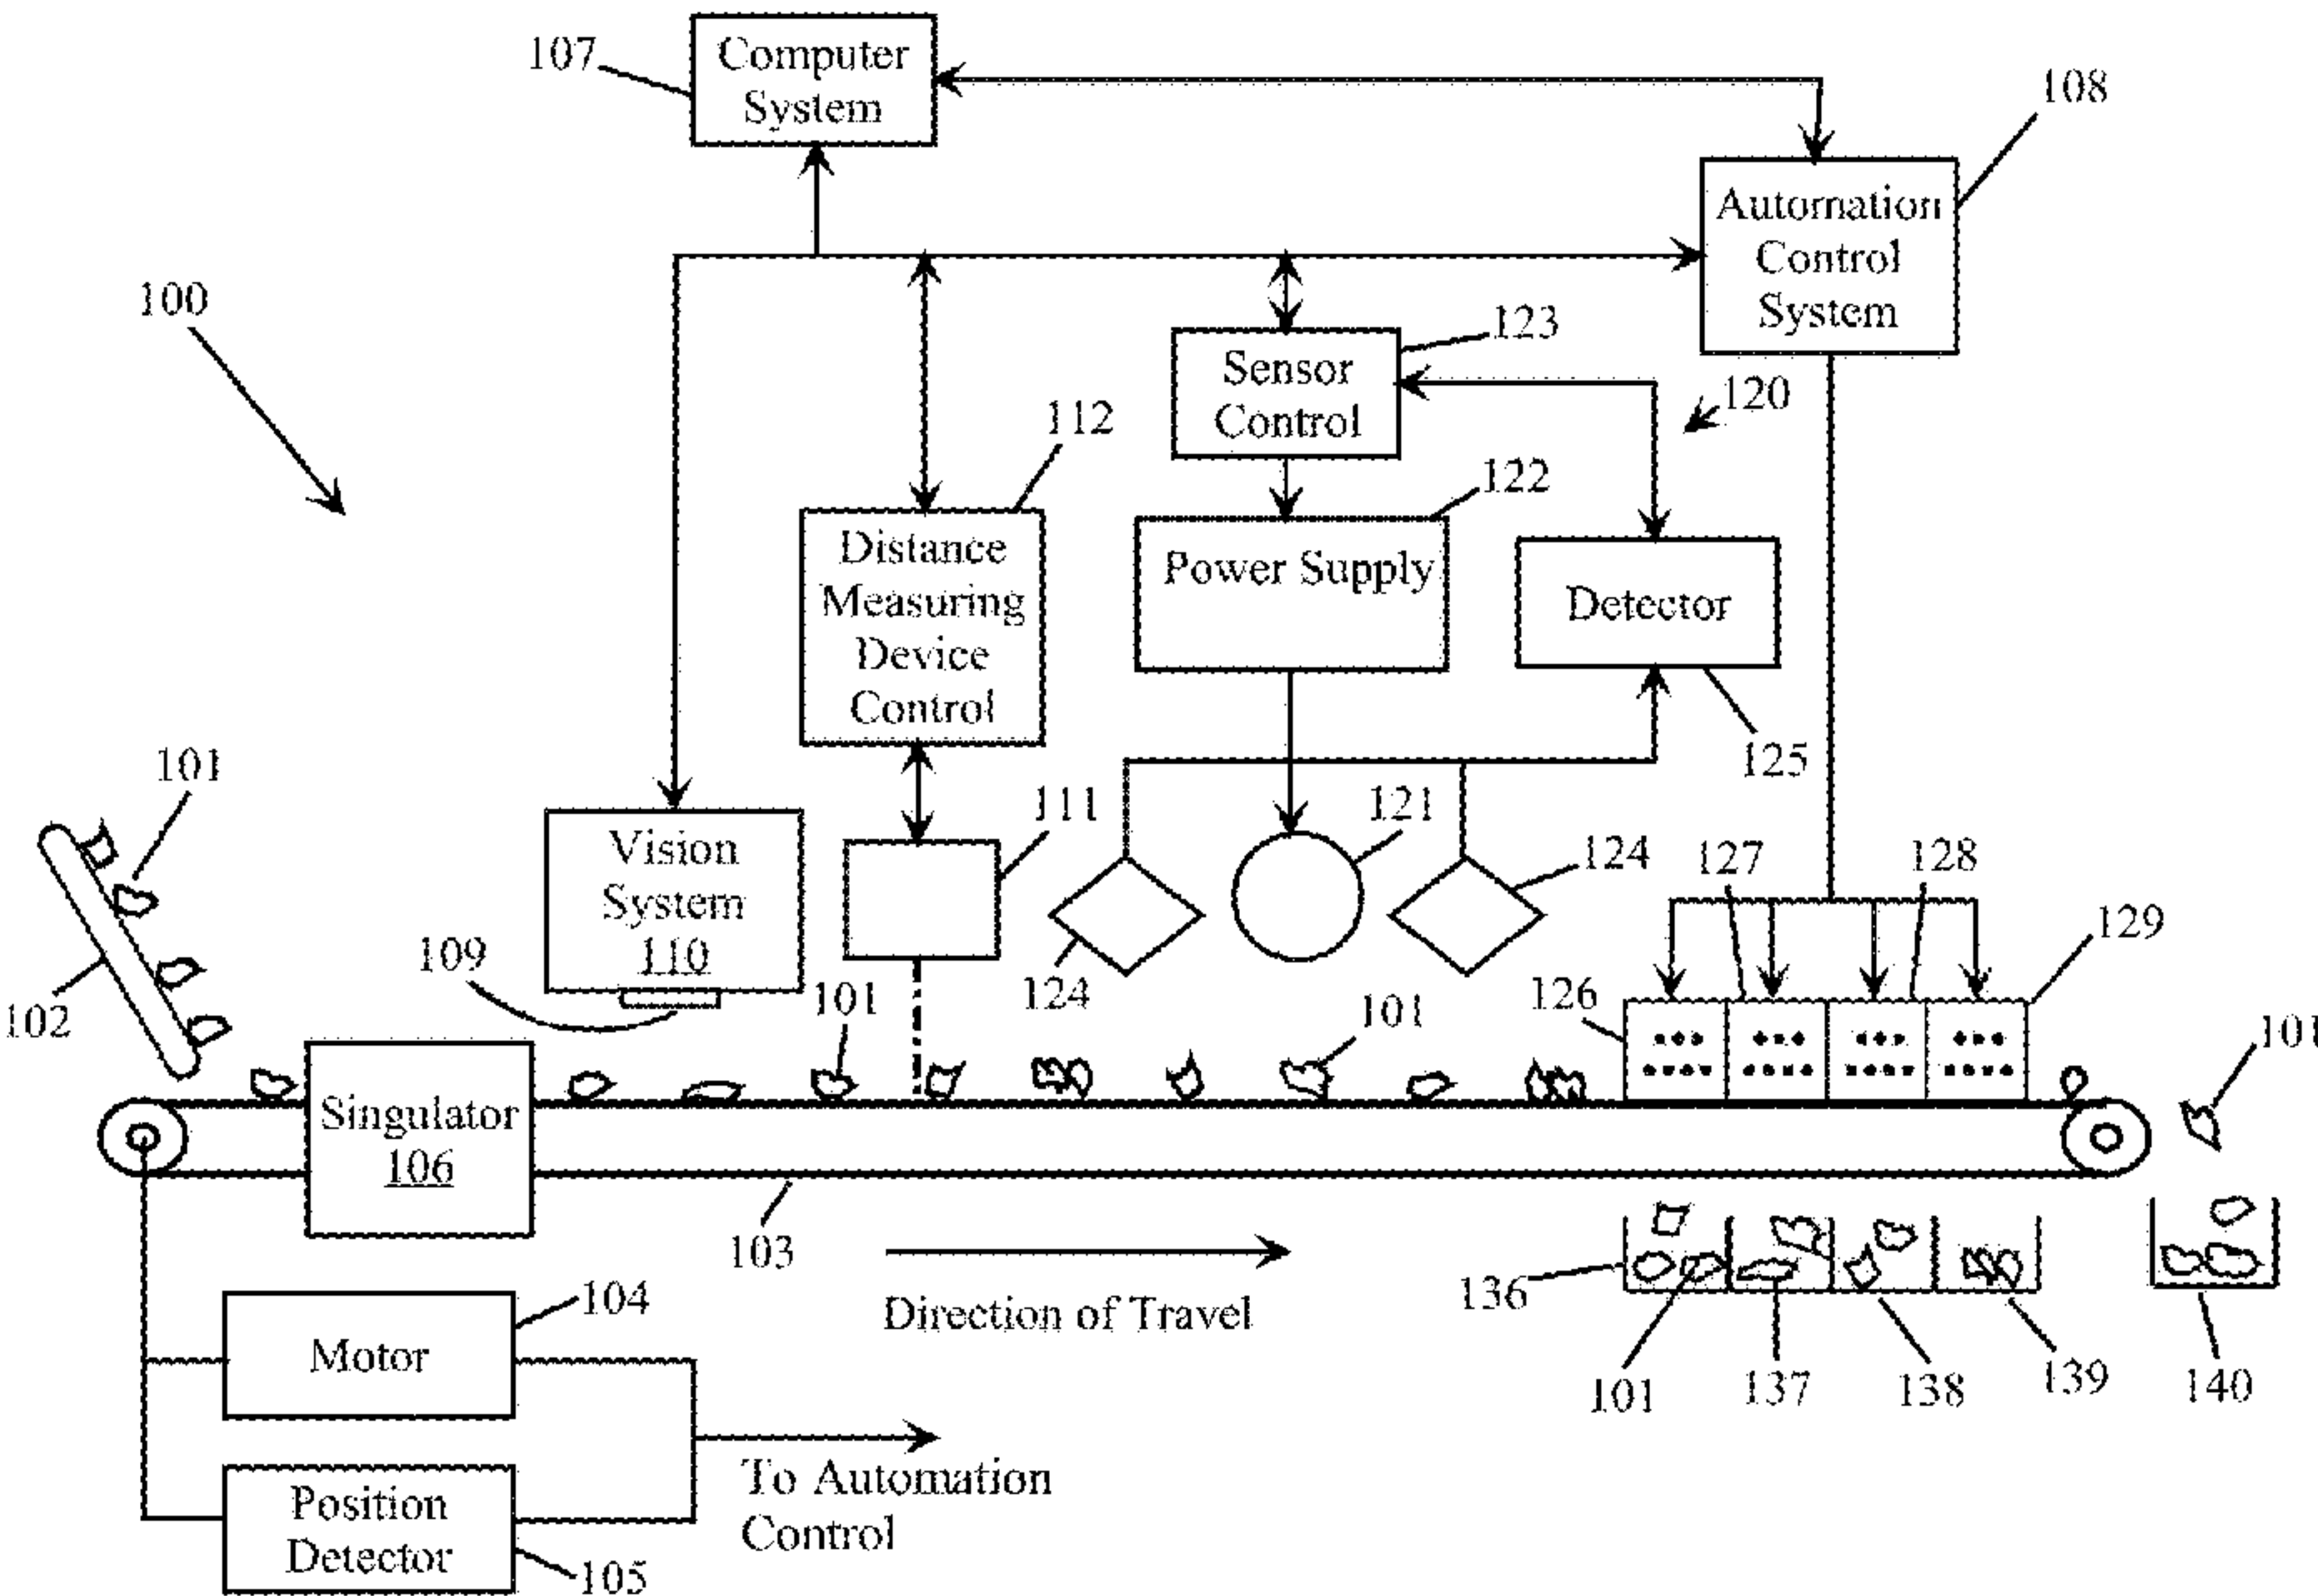 107
Computer
System
108
Automation
Control
System
100
123
Sensor
Control
120
112
122
Distance
Measuring
Device
Control
Power Supply
Detector
125
101
111
121
Vision
System
110
124
127
128
129
109
102
101
124
101
126
101
Singulator
106
103
Direction of Travel
136
104
Motor
101
137
138
139
140
To Automation
Control
Position
Detector
105